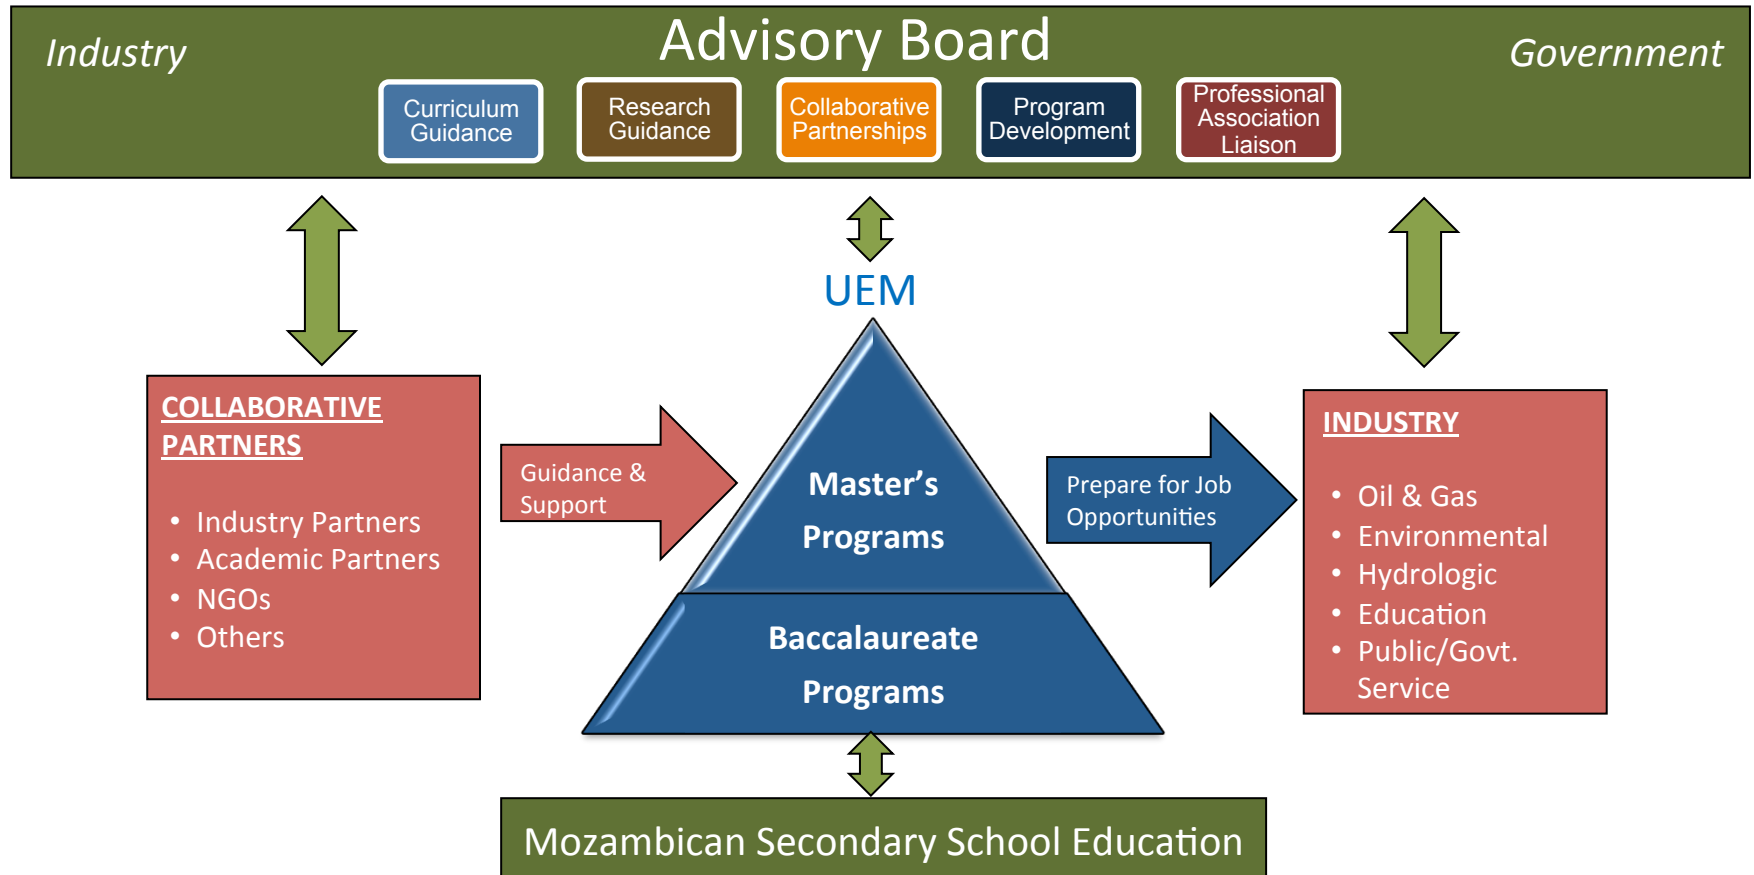 Industry
Advisory Board
Government
Curriculum
Guidance
Research
Guidance
Collaborative
Partnerships
Program
Development
Professional
Association
Liaison
UEM
COLLABORATIVE
PARTNERS
• Industry Partners
• Academic Partners
• NGOs
• Others
Guidance &
Support
Master’s
Programs
Baccalaureate
Programs
Prepare for Job
Opportunities
INDUSTRY
• Oil & Gas
• Environmental
• Hydrologic
• Education
• Public/Govt.
Service
Mozambican Secondary School Education